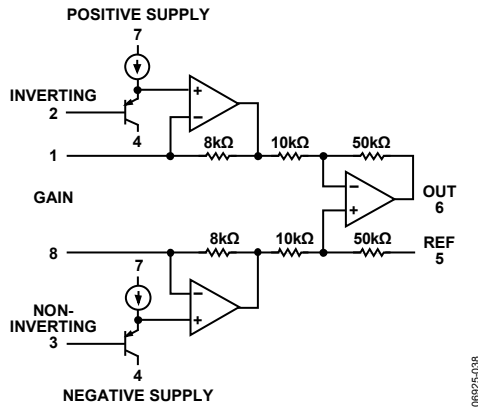 POSITIVE SUPPLY
7
INVERTING
2
4
+
−
1
8kΩ 10kΩ 50kΩ
GAIN
−
+
OUT
6
8
8kΩ 10kΩ 50kΩ
REF
5
7
−
+
NON-
INVERTING
3
4
NEGATIVE SUPPLY
06925-038